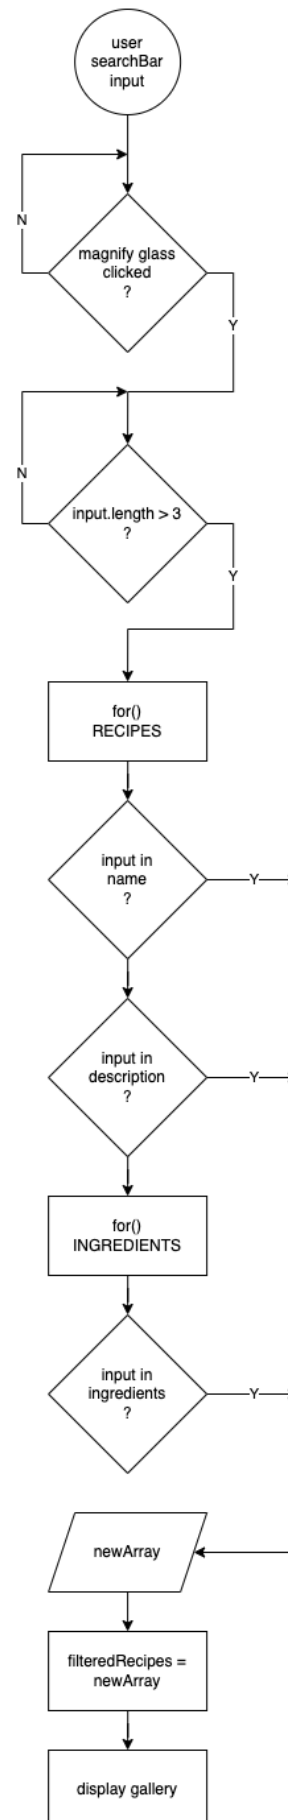 user
searchBar
input
N
magnify glass
clicked
?
Y
N
input.length > 3
?
Y
for()
RECIPES
input in
name
?
Y
input in
description
?
Y
for()
INGREDIENTS
input in
ingredients
?
Y
newArray
filteredRecipes =
newArray
display gallery